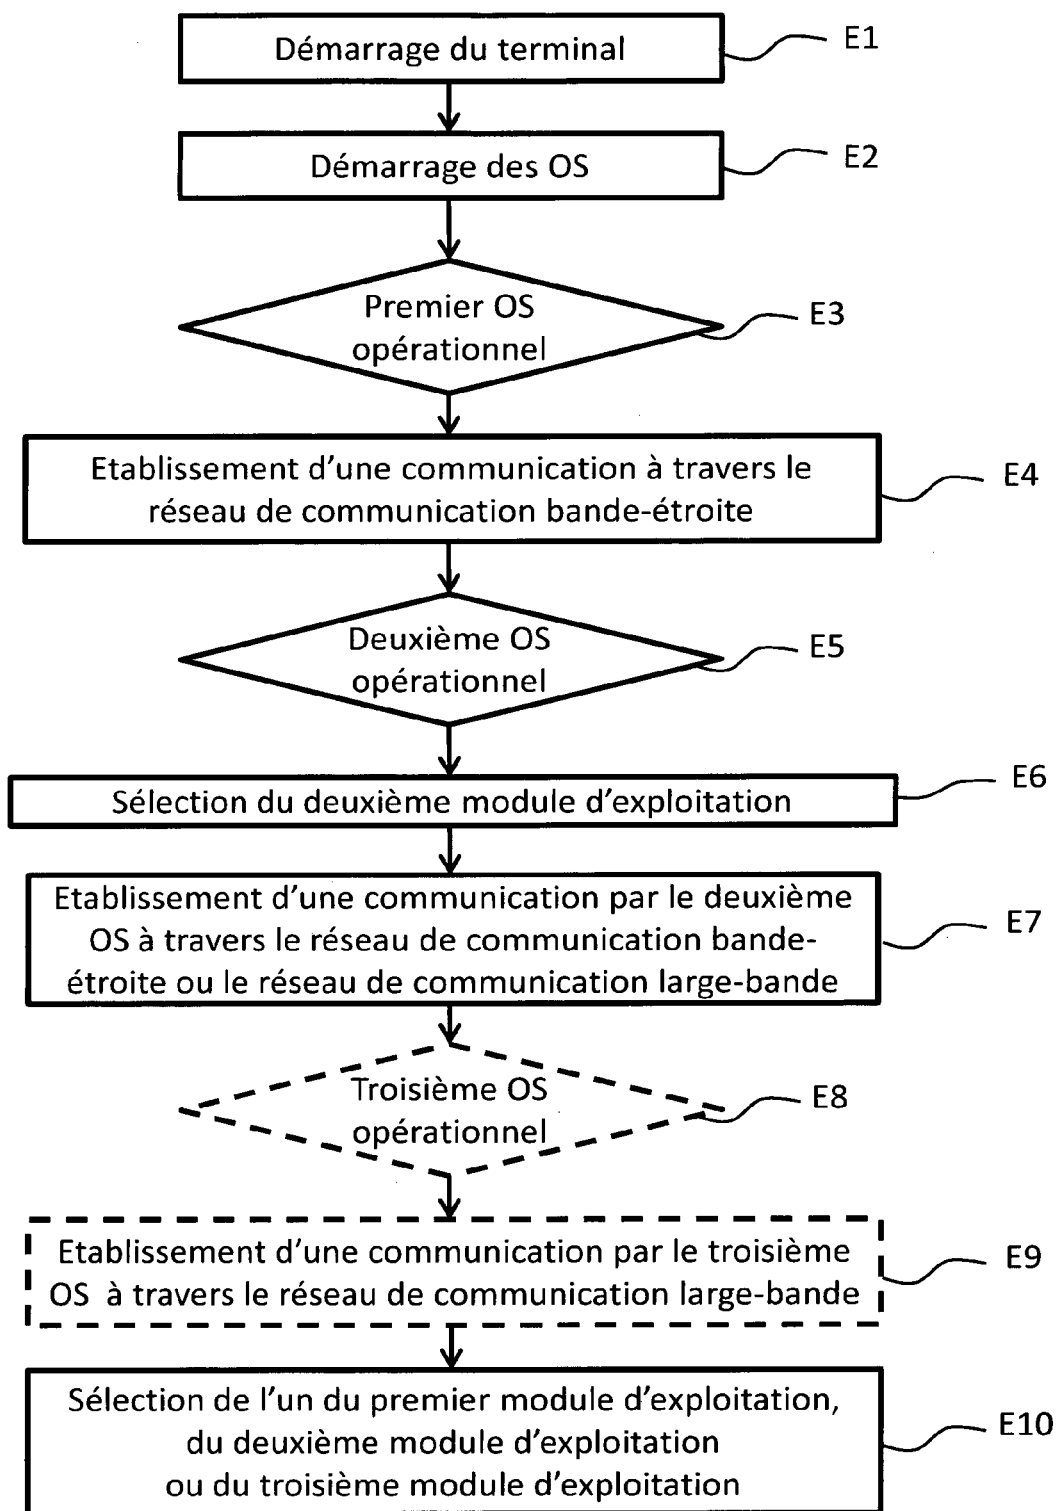 Démarrage du terminal
E1
Démarrage des OS
E2
Premier OS
opérationnel
E3
Etablissement d'une communication à travers le
réseau de communication bande-étroite
E4
Deuxième OS
opérationnel
E5
Sélection du deuxième module d'exploitation
E6
Etablissement d'une communication par le deuxième
OS à travers le réseau de communication bande-
étroite ou le réseau de communication large-bande
E7
Troisième OS
opérationnel
E8
Etablissement d'une communication par le troisième
OS à travers le réseau de communication large-bande
E9
Sélection de l'un du premier module d'exploitation,
du deuxième module d'exploitation
ou du troisième module d'exploitation
E10